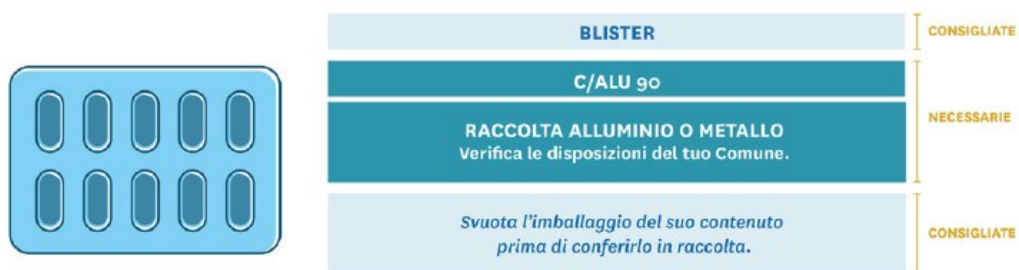 BLISTER
CONSIGLIATE
C/ALU 90
NECESSARIE
RACCOLTA ALLUMINIO O METALLO
Verifica le disposizioni del tuo Comune.
Svuota l’imballaggio del suo contenuto
prima di conferirlo in raccolta.
CONSIGLIATE